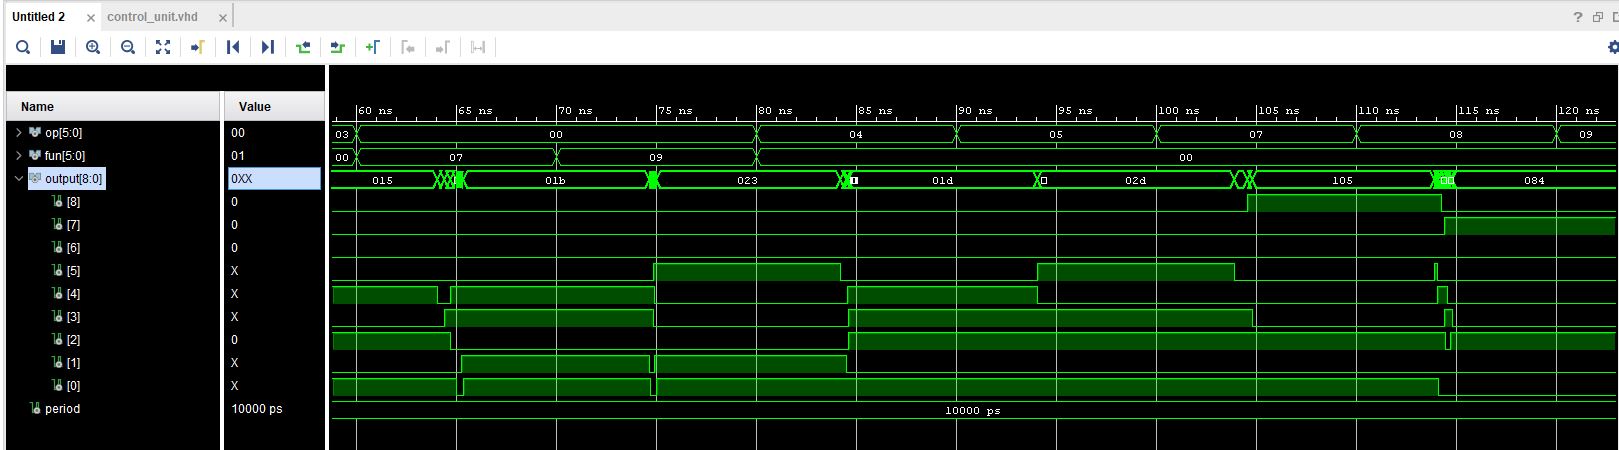 Untitled 2 × control_unit.vhd × ?
Name Value
60 ns 65 ns 70 ns 75 ns 80 ns 85 ns 90 ns 95 ns 100 ns 105 ns 110 ns 115 ns 120 ns
op[5:0] 00 03 00 04 05 07 08 09
fun[5:0] 01 00 07 09 00
output[8:0] 0XX 015 01b 023 01d 02d 105 084
[8] 0
[7] 0
[6] 0
[5] X
[4] X
[3] X
[2] 0
[1] X
[0] X
period 10000 ps 10000 ps